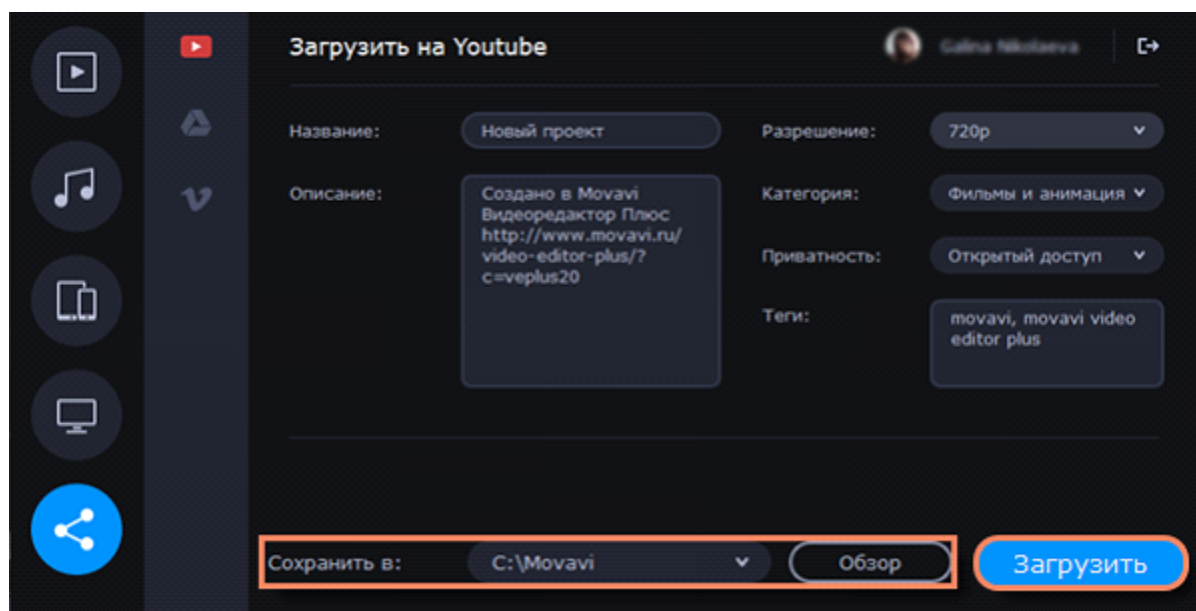 Загрузить на Youtube
Название:
Новый проект
Разрешение:
720p
Описание:
Создано в Movavi
Видеоредактор Плюс
http://www.movavi.ru/
video-editor-plus/?
c=veplus20
Категория:
Фильмы и анимация
Приватность:
Открытый доступ
Теги:
movavi, movavi video
editor plus
Сохранить в:
C:\Movavi
Обзор
Загрузить